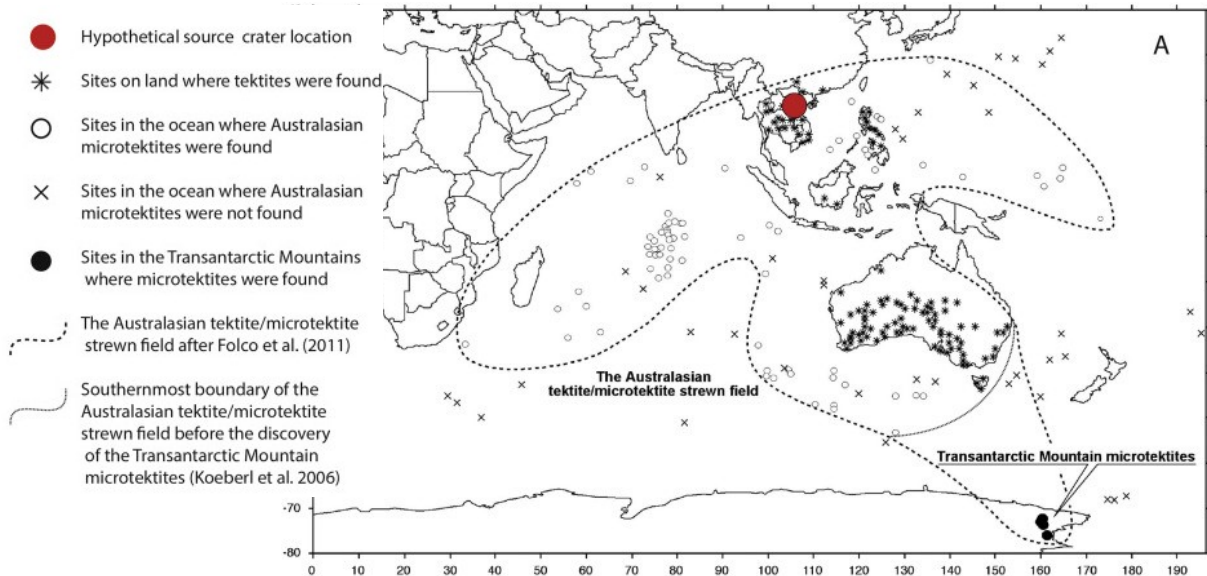 Hypothetical source crater location
Sites on land where tektites were found
Sites in the ocean where Australasian
microtektites were found
Sites in the ocean where Australasian
microtektites were not found
Sites in the Transantarctic Mountains
where microtektites were found
The Australasian tektite/microtektite
strewn field after Folco et al. (2011)
Southernmost boundary of the
Australasian tektite/microtektite
strewn field before the discovery
of the Transantarctic Mountain
microtektites (Koeberl et al. 2006)
A
The Australasian
tektite/microtektite strewn field
Transantarctic Mountain microtektites
-70
-80
0 10 20 30 40 50 60 70 80 90 100 110 120 130 140 150 160 170 180 190